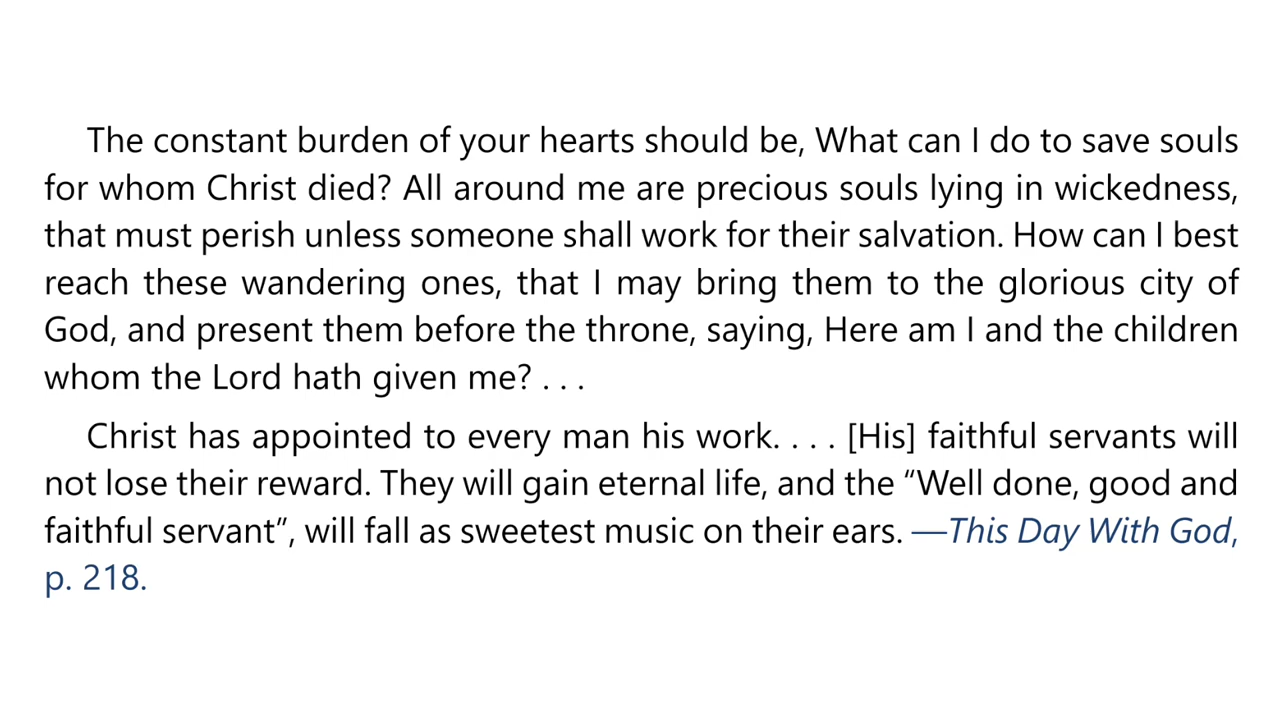 The constant burden of your hearts should be, What can I do to save souls
for whom Christ died? All around me are precious souls lying in wickedness,
that must perish unless someone shall work for their salvation. How can I best
reach these wandering ones, that I may bring them to the glorious city of
God, and present them before the throne, saying, Here am I and the children
whom the Lord hath given me? . . .
Christ has appointed to every man his work. . . . [His] faithful servants will
not lose their reward. They will gain eternal life, and the “Well done, good and
faithful servant”, will fall as sweetest music on their ears. —This Day With God,
p. 218.